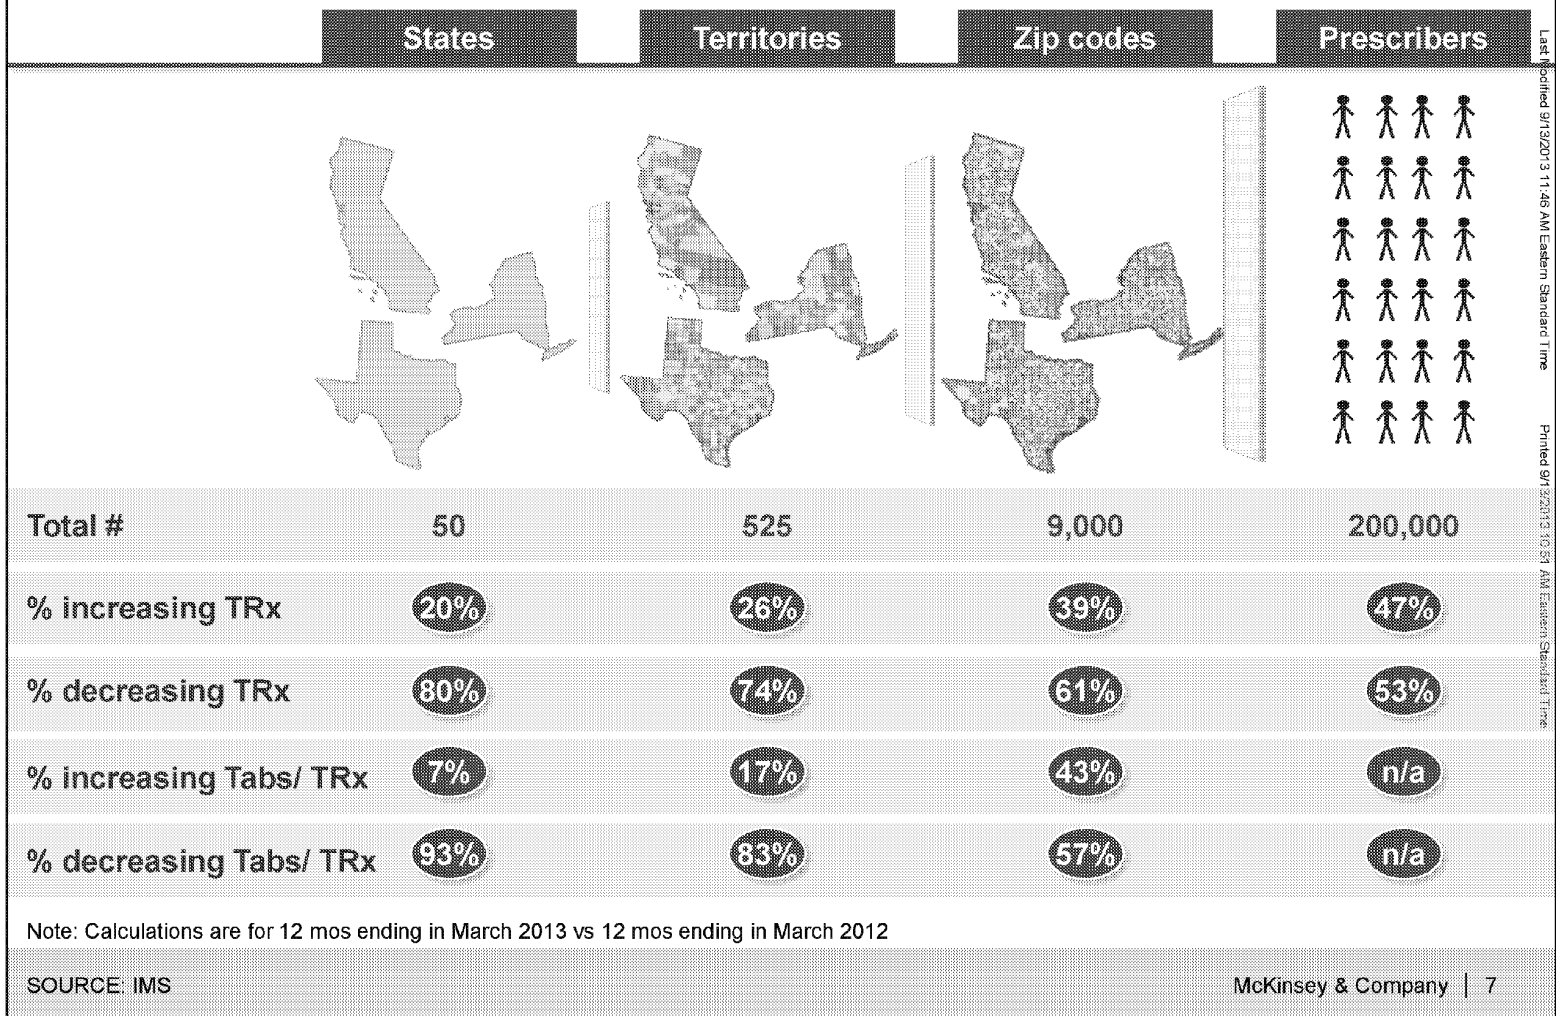 States Territories Zip codes Prescribers
Total # 50 525 9,000 200,000
% increasing TRx 20% 26% 39% 47%
% decreasing TRx 80% 74% 61% 53%
% increasing Tabs/ TRx 7% 17% 43% n/a
% decreasing Tabs/ TRx 93% 83% 57% n/a
Note: Calculations are for 12 mos ending in March 2013 vs 12 mos ending in March 2012
SOURCE: IMS McKinsey & Company | 7
Last Modified 9/13/2013 11:46 AM Eastern Standard Time
Printed 9/13/2013 10:51 AM Eastern Standard Time